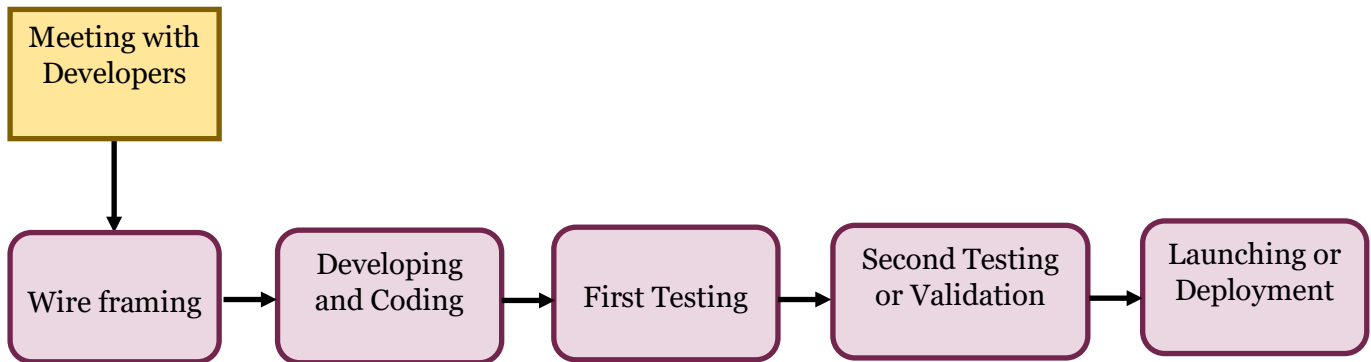 Meeting with
Developers
Wire framing
Developing
and Coding
First Testing
Second Testing
or Validation
Launching or
Deployment